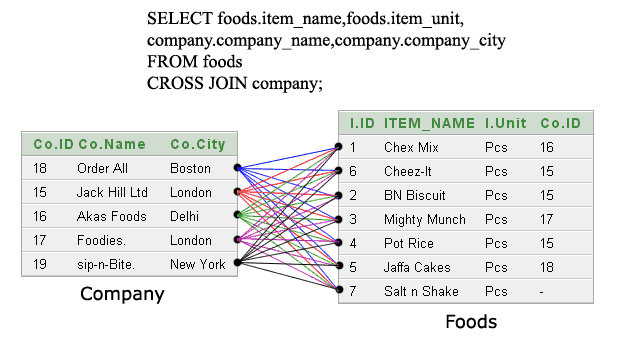 SELECT foods.item_name,foods.item_unit,
company.company_name,company.company_city
FROM foods
CROSS JOIN company;
Co.ID Co.Name Co.City
18 Order All Boston
15 Jack Hill Ltd London
16 Akas Foods Delhi
17 Foodies. London
19 sip-n-Bite. New York
Company
I.ID ITEM_NAME I.Unit Co.ID
1 Chex Mix Pcs 16
6 Cheez-It Pcs 15
2 BN Biscuit Pcs 15
3 Mighty Munch Pcs 17
4 Pot Rice Pcs 15
5 Jaffa Cakes Pcs 18
7 Salt n Shake Pcs -
Foods